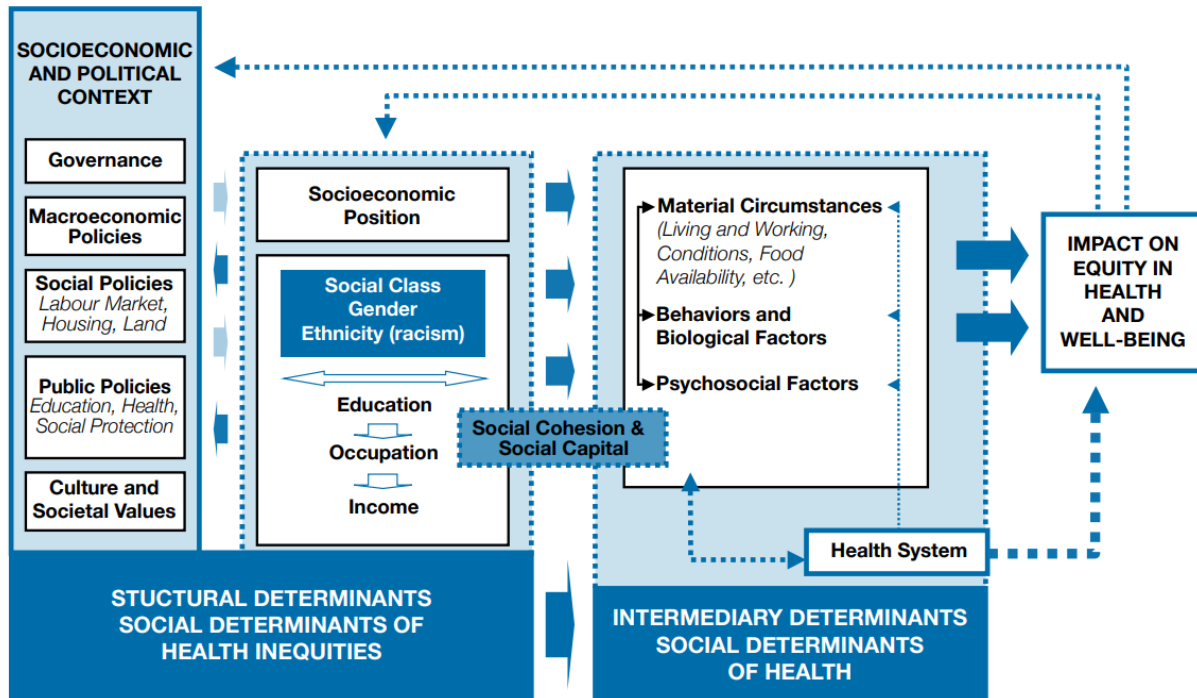 SOCIOECONOMIC
AND POLITICAL
CONTEXT
Governance
Macroeconomic
Policies
Social Policies
Labour Market,
Housing, Land
Public Policies
Education, Health,
Social Protection
Culture and
Societal Values
Socioeconomic
Position
Social Class
Gender
Ethnicity (racism)
Education
Occupation
Income
Social Cohesion &
Social Capital
Material Circumstances
(Living and Working,
Conditions, Food
Availability, etc. )
Behaviors and
Biological Factors
Psychosocial Factors
Health System
IMPACT ON
EQUITY IN
HEALTH
AND
WELL-BEING
STUCTURAL DETERMINANTS
SOCIAL DETERMINANTS OF
HEALTH INEQUITIES
INTERMEDIARY DETERMINANTS
SOCIAL DETERMINANTS
OF HEALTH